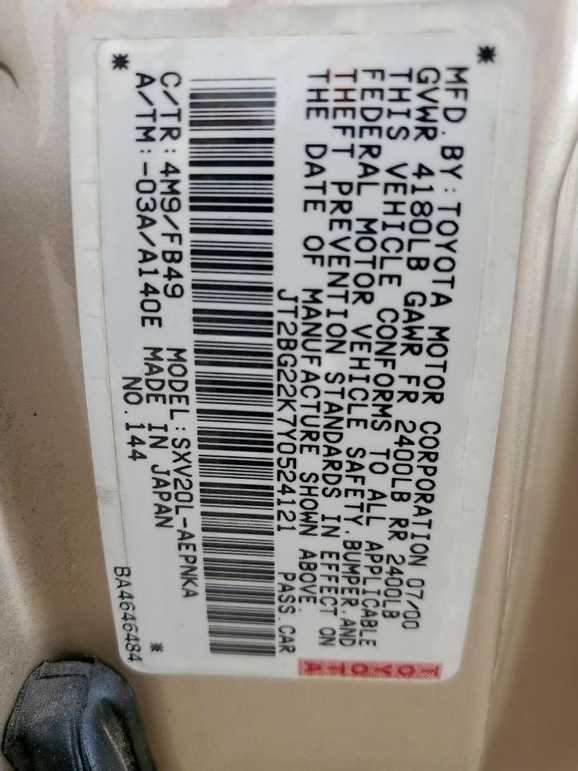 *
MFD. BY: TOYOTA MOTOR CORPORATION 07/00
GVWR 4180LB GAWR FR 2400LB RR 2400LB
THIS VEHICLE CONFORMS TO ALL APPLICABLE
FEDERAL MOTOR VEHICLE SAFETY, BUMPER, AND
THEFT PREVENTION STANDARDS IN EFFECT ON
THE DATE OF MANUFACTURE SHOWN ABOVE.
JT2BG22K7Y0524121 PASS.CAR
C/TR: 4M9/FB49 MODEL: SXV20L-AEPNKA
A/TM: -03A/A140E MADE IN JAPAN
NO. 144
*
*
BA4646484
TOYOTA